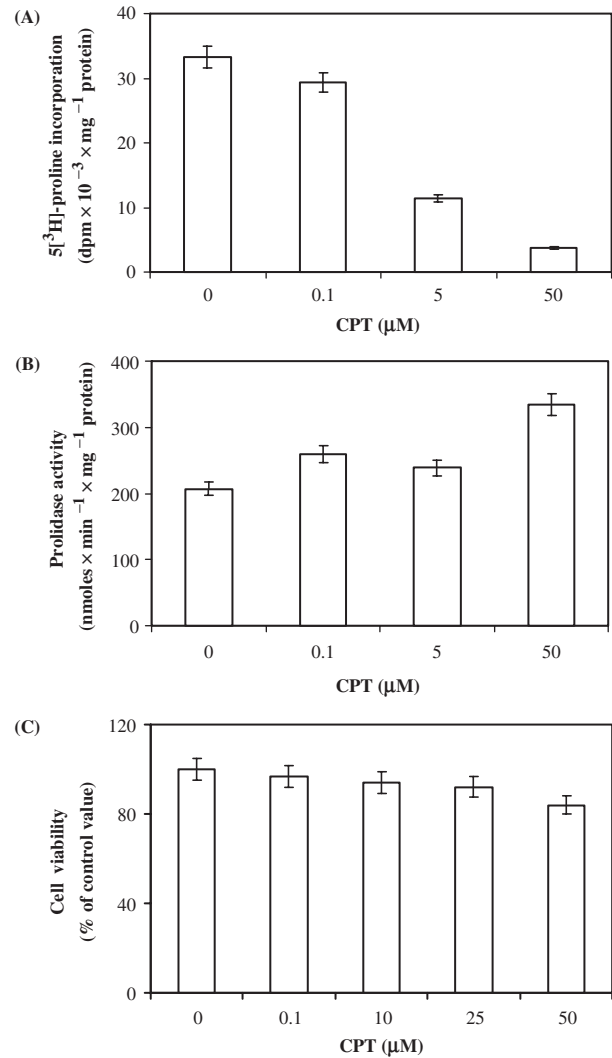 (A)
5[³H]-proline incorporation
(dpm × 10⁻³ × mg⁻¹ protein)
40
30
20
10
0
0 0.1 5 50
CPT (µM)
(B)
Prolidase activity
(nmoles × min⁻¹ × mg⁻¹ protein)
400
300
200
100
0
0 0.1 5 50
CPT (µM)
(C)
Cell viability
(% of control value)
120
80
40
0
0 0.1 10 25 50
CPT (µM)